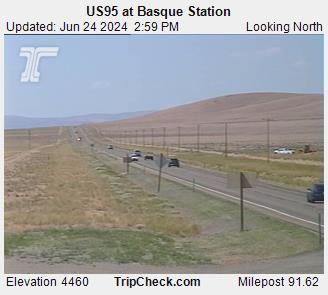 US95 at Basque Station
Updated: Jun 24 2024 2:59 PM Looking North
Elevation 4460 TripCheck.com Milepost 91.62